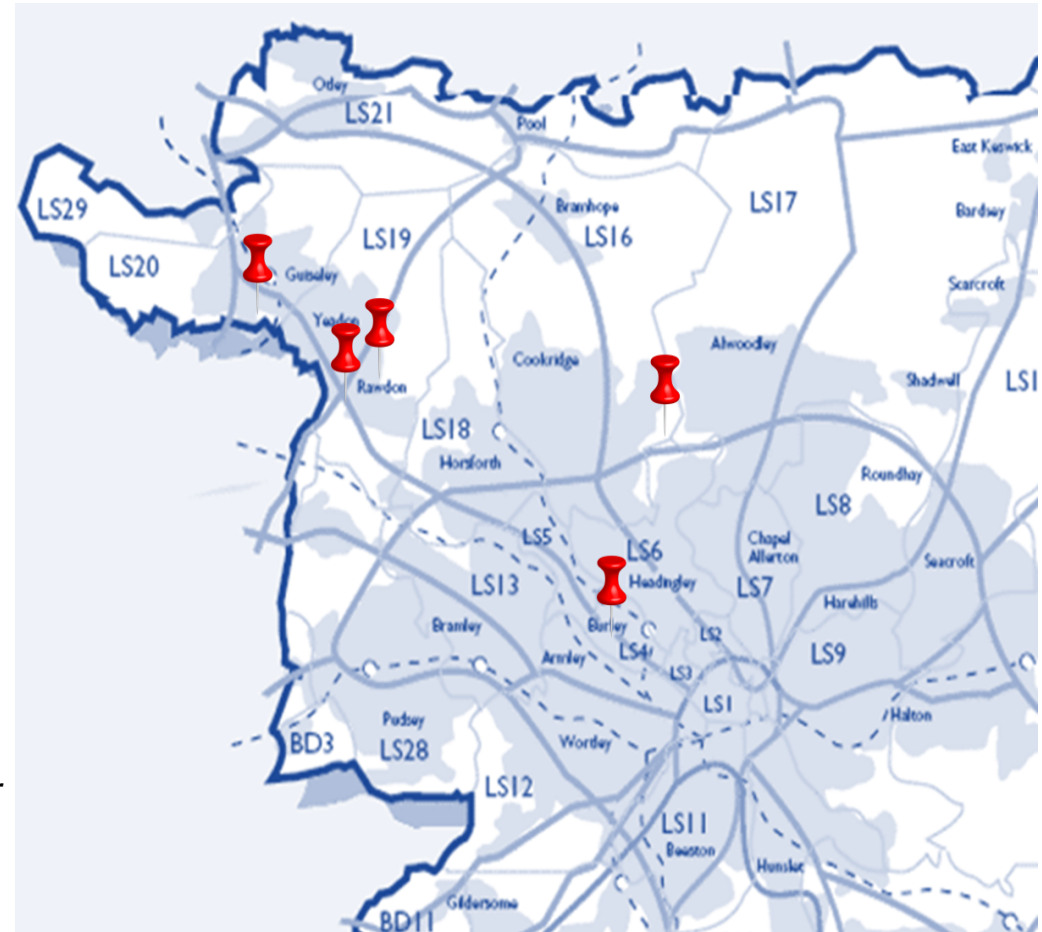 Otley
LS21
Pool
East Keswick
LS29
Bramhope
LS17
Bardsey
LS19
LS16
LS20
Guiseley
Scarcroft
Yeadon
Alwoodley
Cookridge
Rawdon
Shadwell
LS1
LS18
Horsforth
Roundhay
LS8
LS5
LS6
Chapel
Allerton
Seacroft
LS13
Headingley
LS7
Harehills
Bramley
Burley
LS2
LS4
Armley
LS9
LS3
LS1
Pudsey
Halton
BD3
LS28
Wortley
LS12
LS11
Beeston
Hunslet
Gildersome
BD11